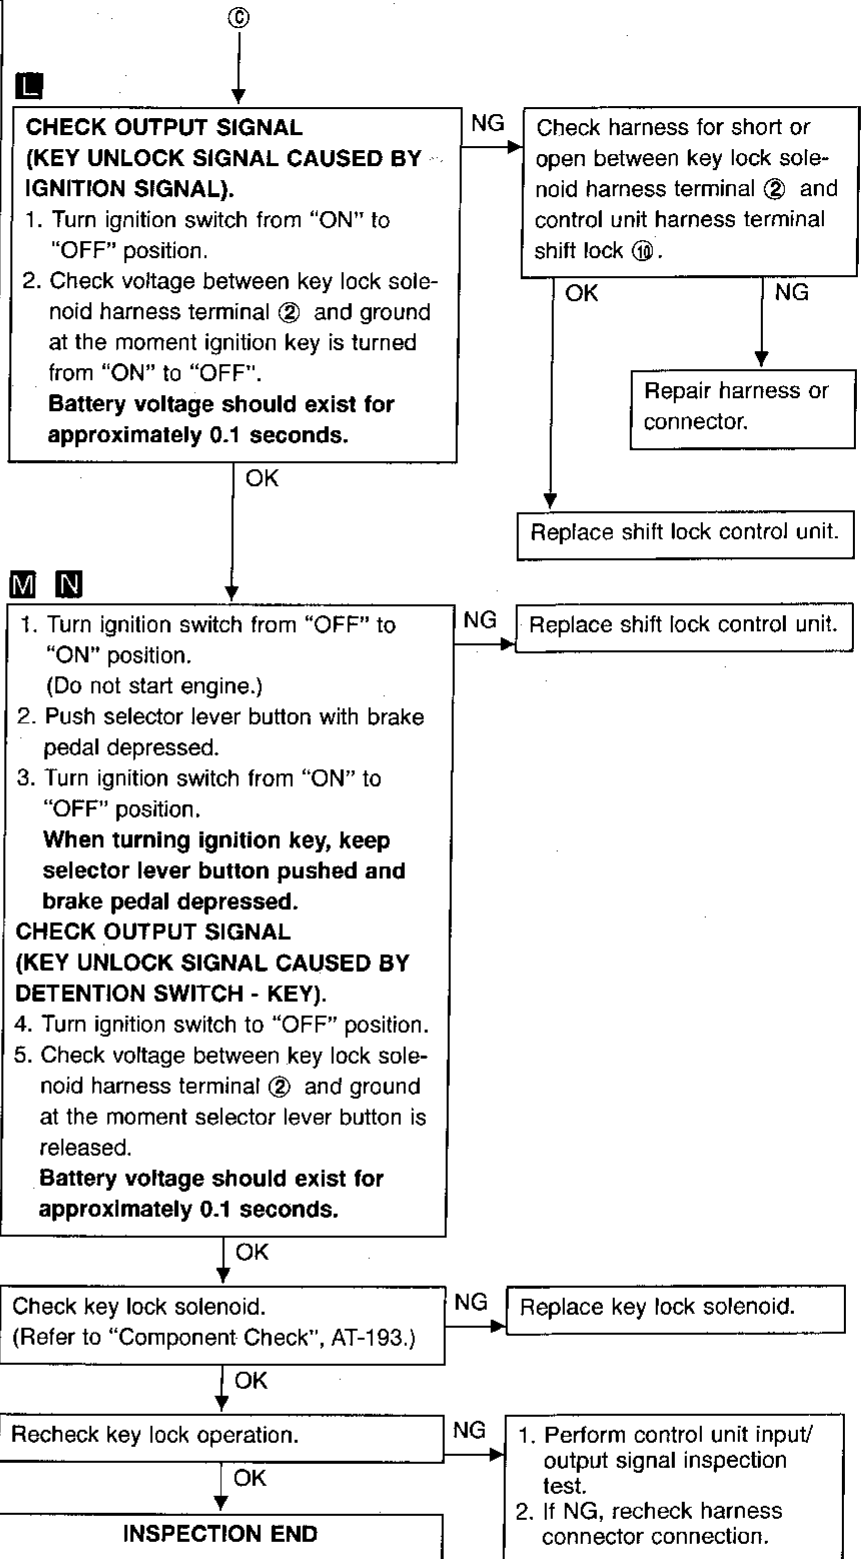 Ⓒ
L
CHECK OUTPUT SIGNAL
(KEY UNLOCK SIGNAL CAUSED BY
IGNITION SIGNAL).
1. Turn ignition switch from “ON” to
“OFF” position.
2. Check voltage between key lock sole-
noid harness terminal ② and ground
at the moment ignition key is turned
from “ON” to “OFF”.
Battery voltage should exist for
approximately 0.1 seconds.
NG
Check harness for short or
open between key lock sole-
noid harness terminal ② and
control unit harness terminal
shift lock ⑩.
OK
NG
Repair harness or
connector.
Replace shift lock control unit.
OK
M N
1. Turn ignition switch from “OFF” to
“ON” position.
(Do not start engine.)
2. Push selector lever button with brake
pedal depressed.
3. Turn ignition switch from “ON” to
“OFF” position.
When turning ignition key, keep
selector lever button pushed and
brake pedal depressed.
CHECK OUTPUT SIGNAL
(KEY UNLOCK SIGNAL CAUSED BY
DETENTION SWITCH - KEY).
4. Turn ignition switch to “OFF” position.
5. Check voltage between key lock sole-
noid harness terminal ② and ground
at the moment selector lever button is
released.
Battery voltage should exist for
approximately 0.1 seconds.
NG
Replace shift lock control unit.
OK
Check key lock solenoid.
(Refer to “Component Check”, AT-193.)
NG
Replace key lock solenoid.
OK
Recheck key lock operation.
NG
1. Perform control unit input/
output signal inspection
test.
2. If NG, recheck harness
connector connection.
OK
INSPECTION END